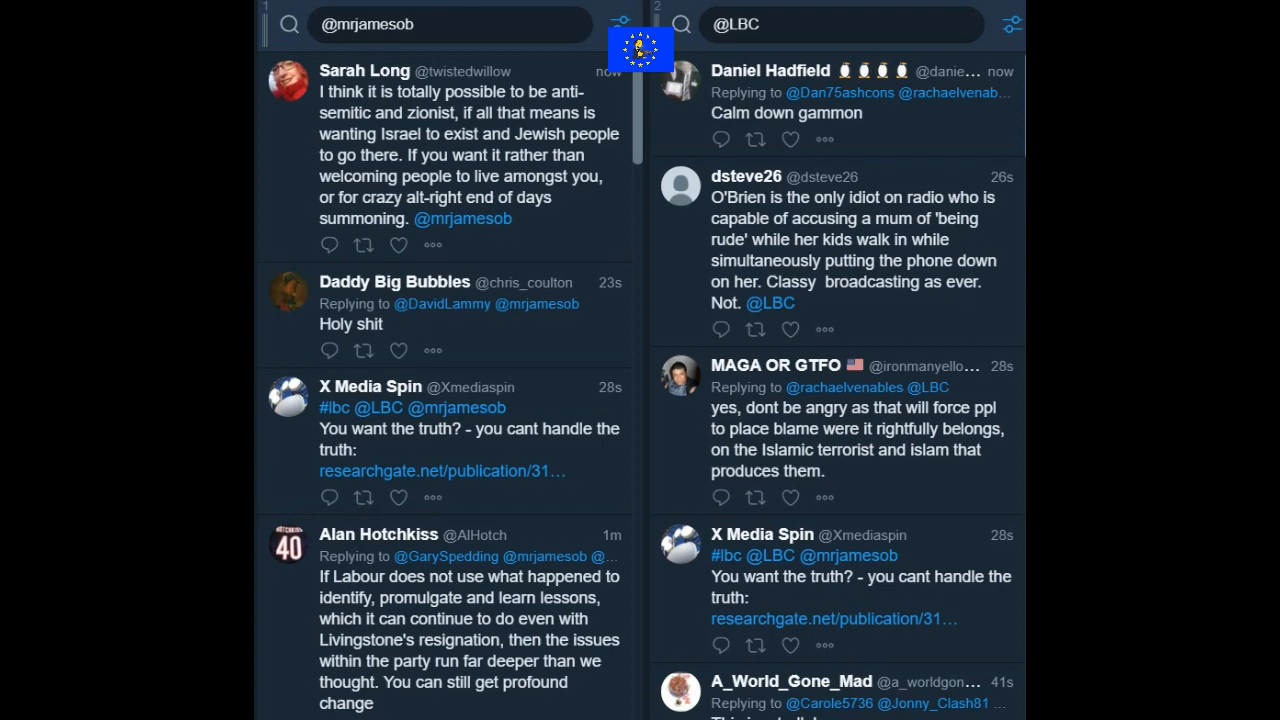 1
@mrjamesob
Sarah Long @twistedwillow now
I think it is totally possible to be anti-
semitic and zionist, if all that means is
wanting Israel to exist and Jewish people
to go there. If you want it rather than
welcoming people to live amongst you,
or for crazy alt-right end of days
summoning. @mrjamesob
Daddy Big Bubbles @chris_coulton 23s
Replying to @DavidLammy @mrjamesob
Holy shit
X Media Spin @Xmediaspin 28s
#lbc @LBC @mrjamesob
You want the truth? - you cant handle the
truth:
researchgate.net/publication/31…
HOTCHKISS
40
Alan Hotchkiss @AlHotch 1m
Replying to @GarySpedding @mrjamesob @…
If Labour does not use what happened to
identify, promulgate and learn lessons,
which it can continue to do even with
Livingstone's resignation, then the issues
within the party run far deeper than we
thought. You can still get profound
change
2
@LBC
Daniel Hadfield @danie… now
Replying to @Dan75ashcons @rachaelvenab…
Calm down gammon
dsteve26 @dsteve26 26s
O'Brien is the only idiot on radio who is
capable of accusing a mum of 'being
rude' while her kids walk in while
simultaneously putting the phone down
on her. Classy  broadcasting as ever.
Not. @LBC
MAGA OR GTFO @ironmanyello… 28s
Replying to @rachaelvenables @LBC
yes, dont be angry as that will force ppl
to place blame were it rightfully belongs,
on the Islamic terrorist and islam that
produces them.
X Media Spin @Xmediaspin 28s
#lbc @LBC @mrjamesob
You want the truth? - you cant handle the
truth:
researchgate.net/publication/31…
A_World_Gone_Mad @a_worldgon… 41s
Replying to @Carole5736 @Jonny_Clash81 …